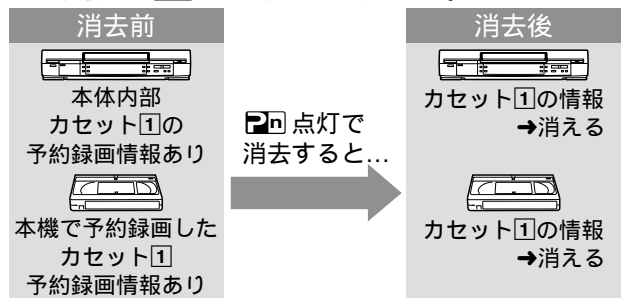 消去前
本体内部
カセット1の
予約録画情報あり
本機で予約録画した
カセット1
予約録画情報あり
Pn 点灯で
消去すると…
消去後
カセット1の情報
➜消える
カセット1の情報
➜消える